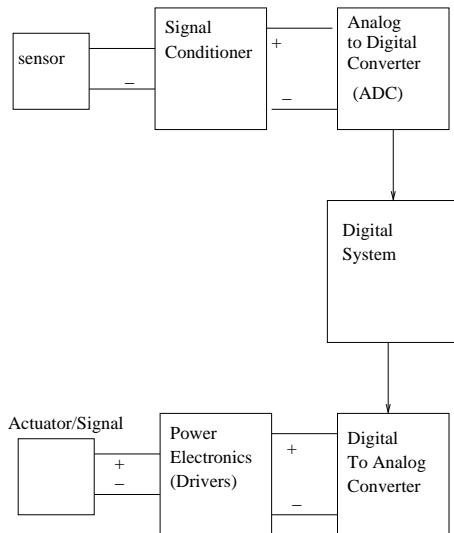 sensor
−
Signal
Conditioner
+
−
Analog
to Digital
Converter
(ADC)
Digital
System
Actuator/Signal
+
−
Power
Electronics
(Drivers)
+
−
Digital
To Analog
Converter